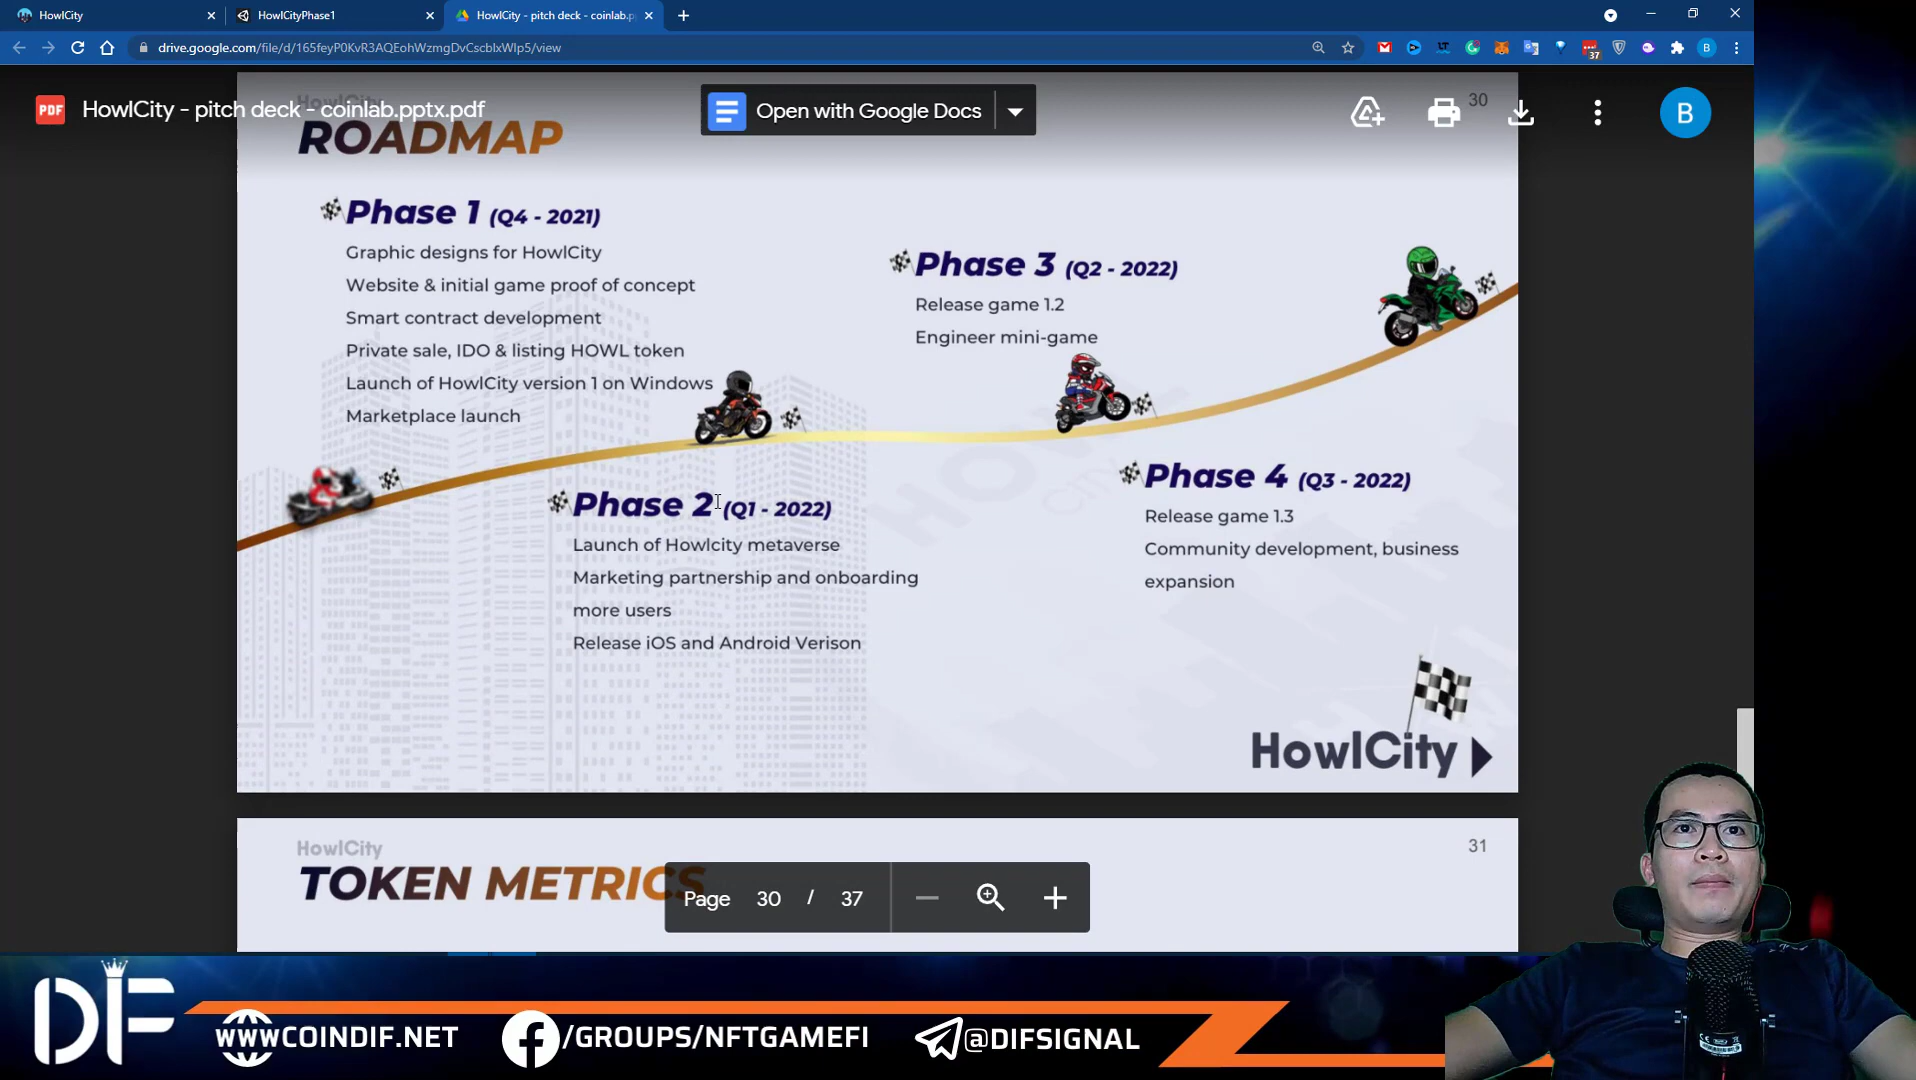 HowlCity
HowlCityPhase1
HowlCity - pitch deck - coinlab.p
drive.google.com/file/d/165feyP0KvR3AQEohWzmgDvCscblxWlp5/view
37
B
PDF
HowlCity - pitch deck - coinlab.pptx.pdf
Open with Google Docs
B
HowlCity
30
ROADMAP
Phase 1 (Q4 - 2021)
Graphic designs for HowlCity
Website & initial game proof of concept
Smart contract development
Private sale, IDO & listing HOWL token
Launch of HowlCity version 1 on Windows
Marketplace launch
Phase 2 (Q1 - 2022)
Launch of Howlcity metaverse
Marketing partnership and onboarding
more users
Release iOS and Android Verison
Phase 3 (Q2 - 2022)
Release game 1.2
Engineer mini-game
Phase 4 (Q3 - 2022)
Release game 1.3
Community development, business
expansion
HowlCity
HowlCity
31
TOKEN METRICS
Page 30 / 37
DIF
WWW.COINDIF.NET
/GROUPS/NFTGAMEFI
@DIFSIGNAL